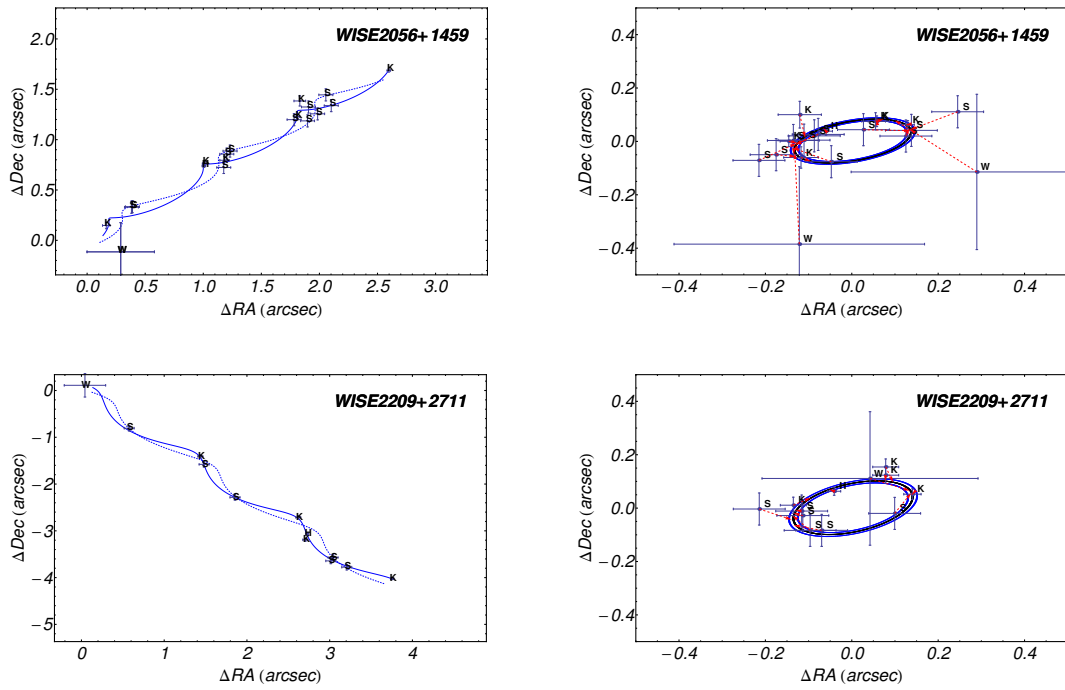 WISE2056+1459
2.0
1.5
1.0
0.5
0.0
K
S
K
S
S
S
K
S
S
S
S
K
K
S
S
K
W
0.0 0.5 1.0 1.5 2.0 2.5 3.0
ΔRA (arcsec)
ΔDec (arcsec)
WISE2056+1459
0.4
0.2
0.0
−0.2
−0.4
K
S
K
H
S
S
K
S
S
S
K
S
W
W
−0.4 −0.2 0.0 0.2 0.4
ΔRA (arcsec)
ΔDec (arcsec)
WISE2209+2711
0
−1
−2
−3
−4
−5
W
S
K
S
S
K
H
K
S
S
S
K
0 1 2 3 4
ΔRA (arcsec)
ΔDec (arcsec)
WISE2209+2711
0.4
0.2
0.0
−0.2
−0.4
K
K
W
H
K
K
S
S
S
S
S
S
−0.4 −0.2 0.0 0.2 0.4
ΔRA (arcsec)
ΔDec (arcsec)